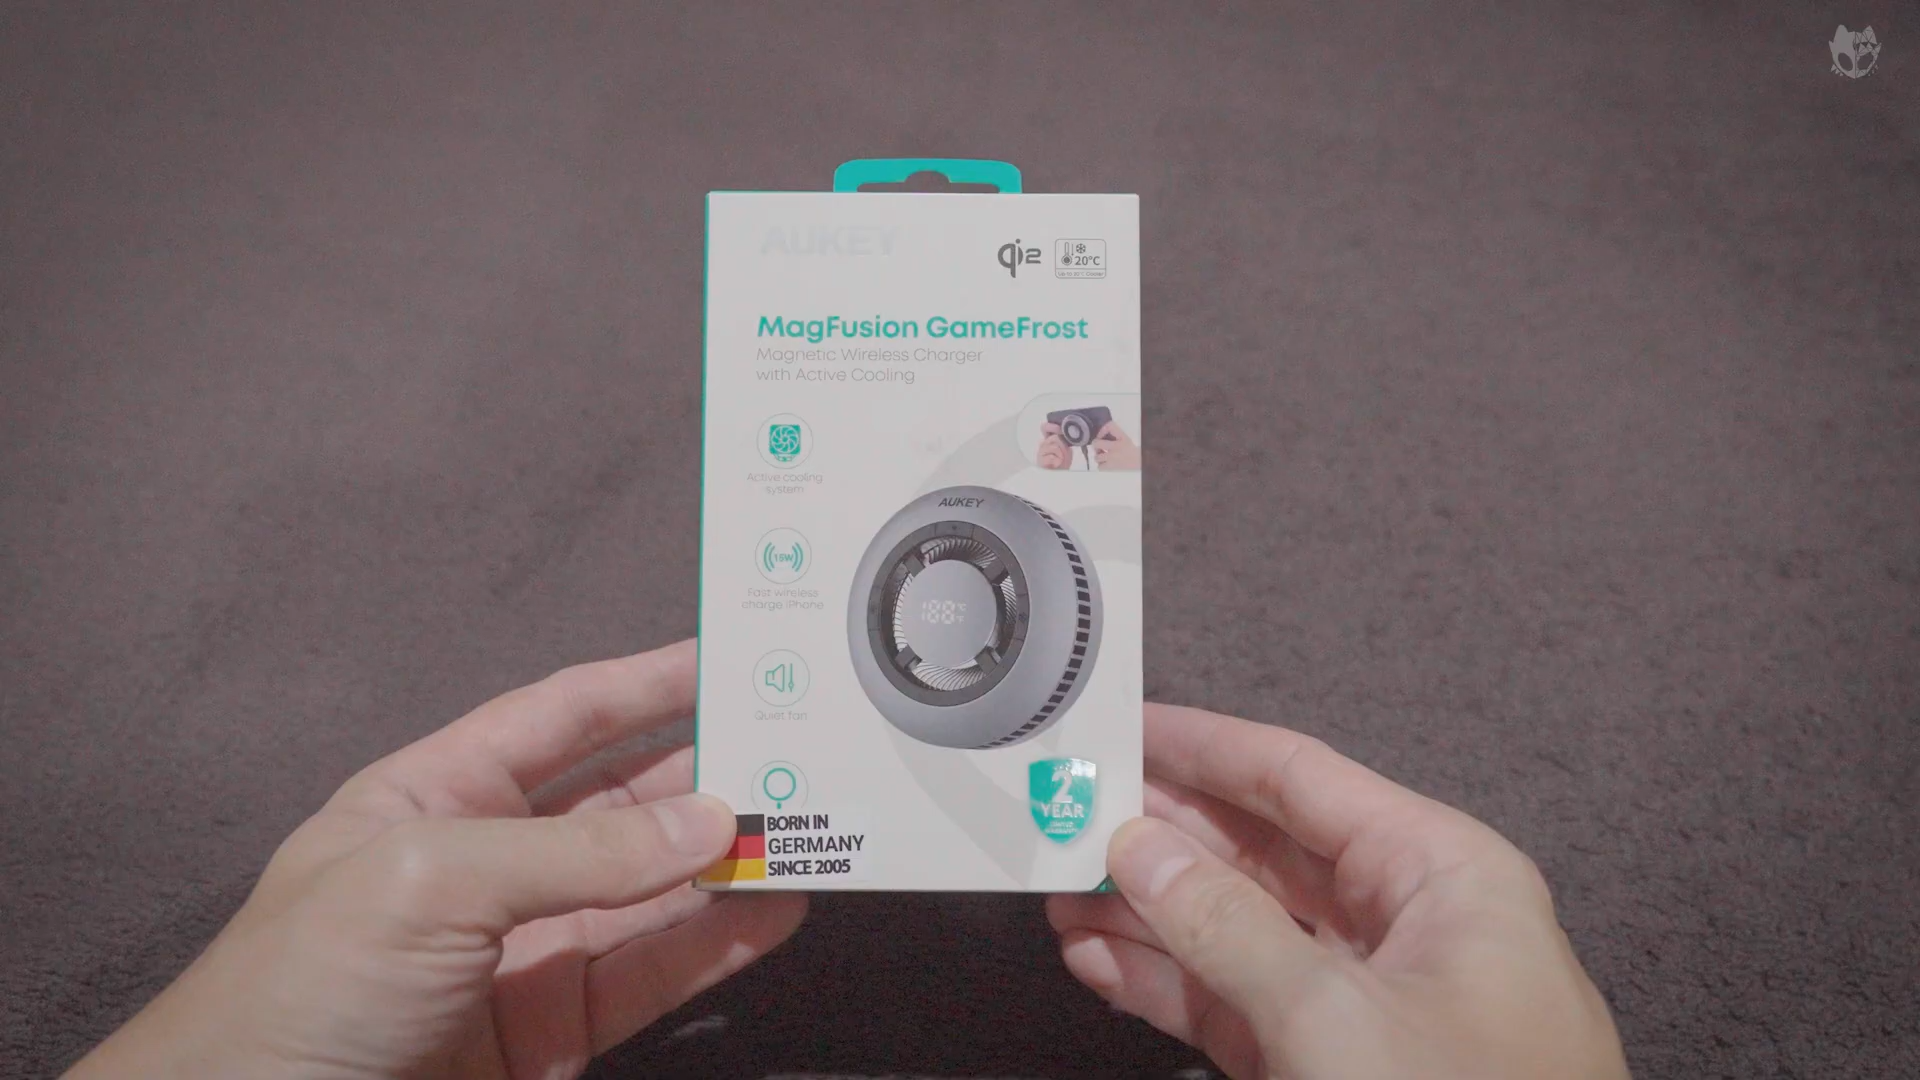 AUKEY
Qi2
20°C
MagFusion GameFrost
Magnetic Wireless Charger
with Active Cooling
Active cooling
system
AUKEY
15W
188°C
°F
Fast wireless
charge iPhone
Quiet fan
2
YEAR
BORN IN
GERMANY
SINCE 2005